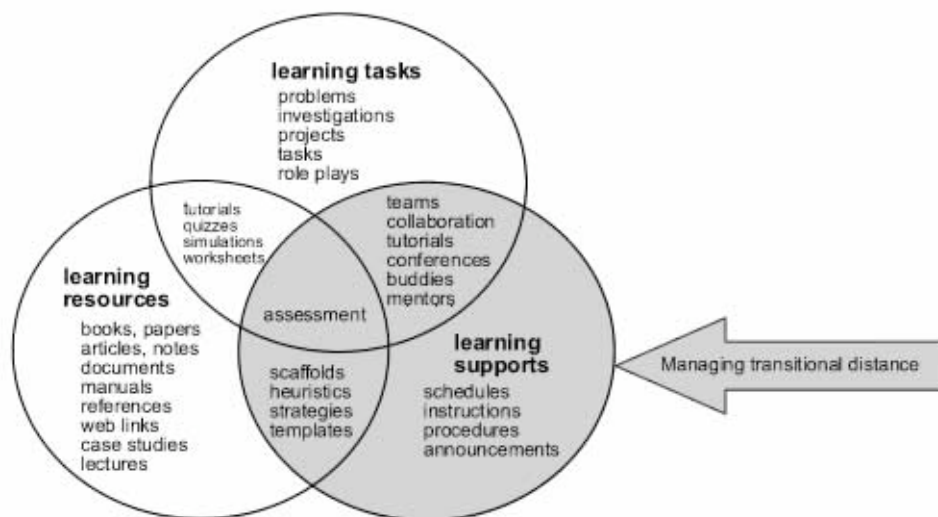 learning tasks
problems
investigations
projects
tasks
role plays
tutorials
quizzes
simulations
worksheets
teams
collaboration
tutorials
conferences
buddies
mentors
learning
resources
books, papers
articles, notes
documents
manuals
references
web links
case studies
lectures
assessment
scaffolds
heuristics
strategies
templates
learning
supports
schedules
instructions
procedures
announcements
Managing transitional distance